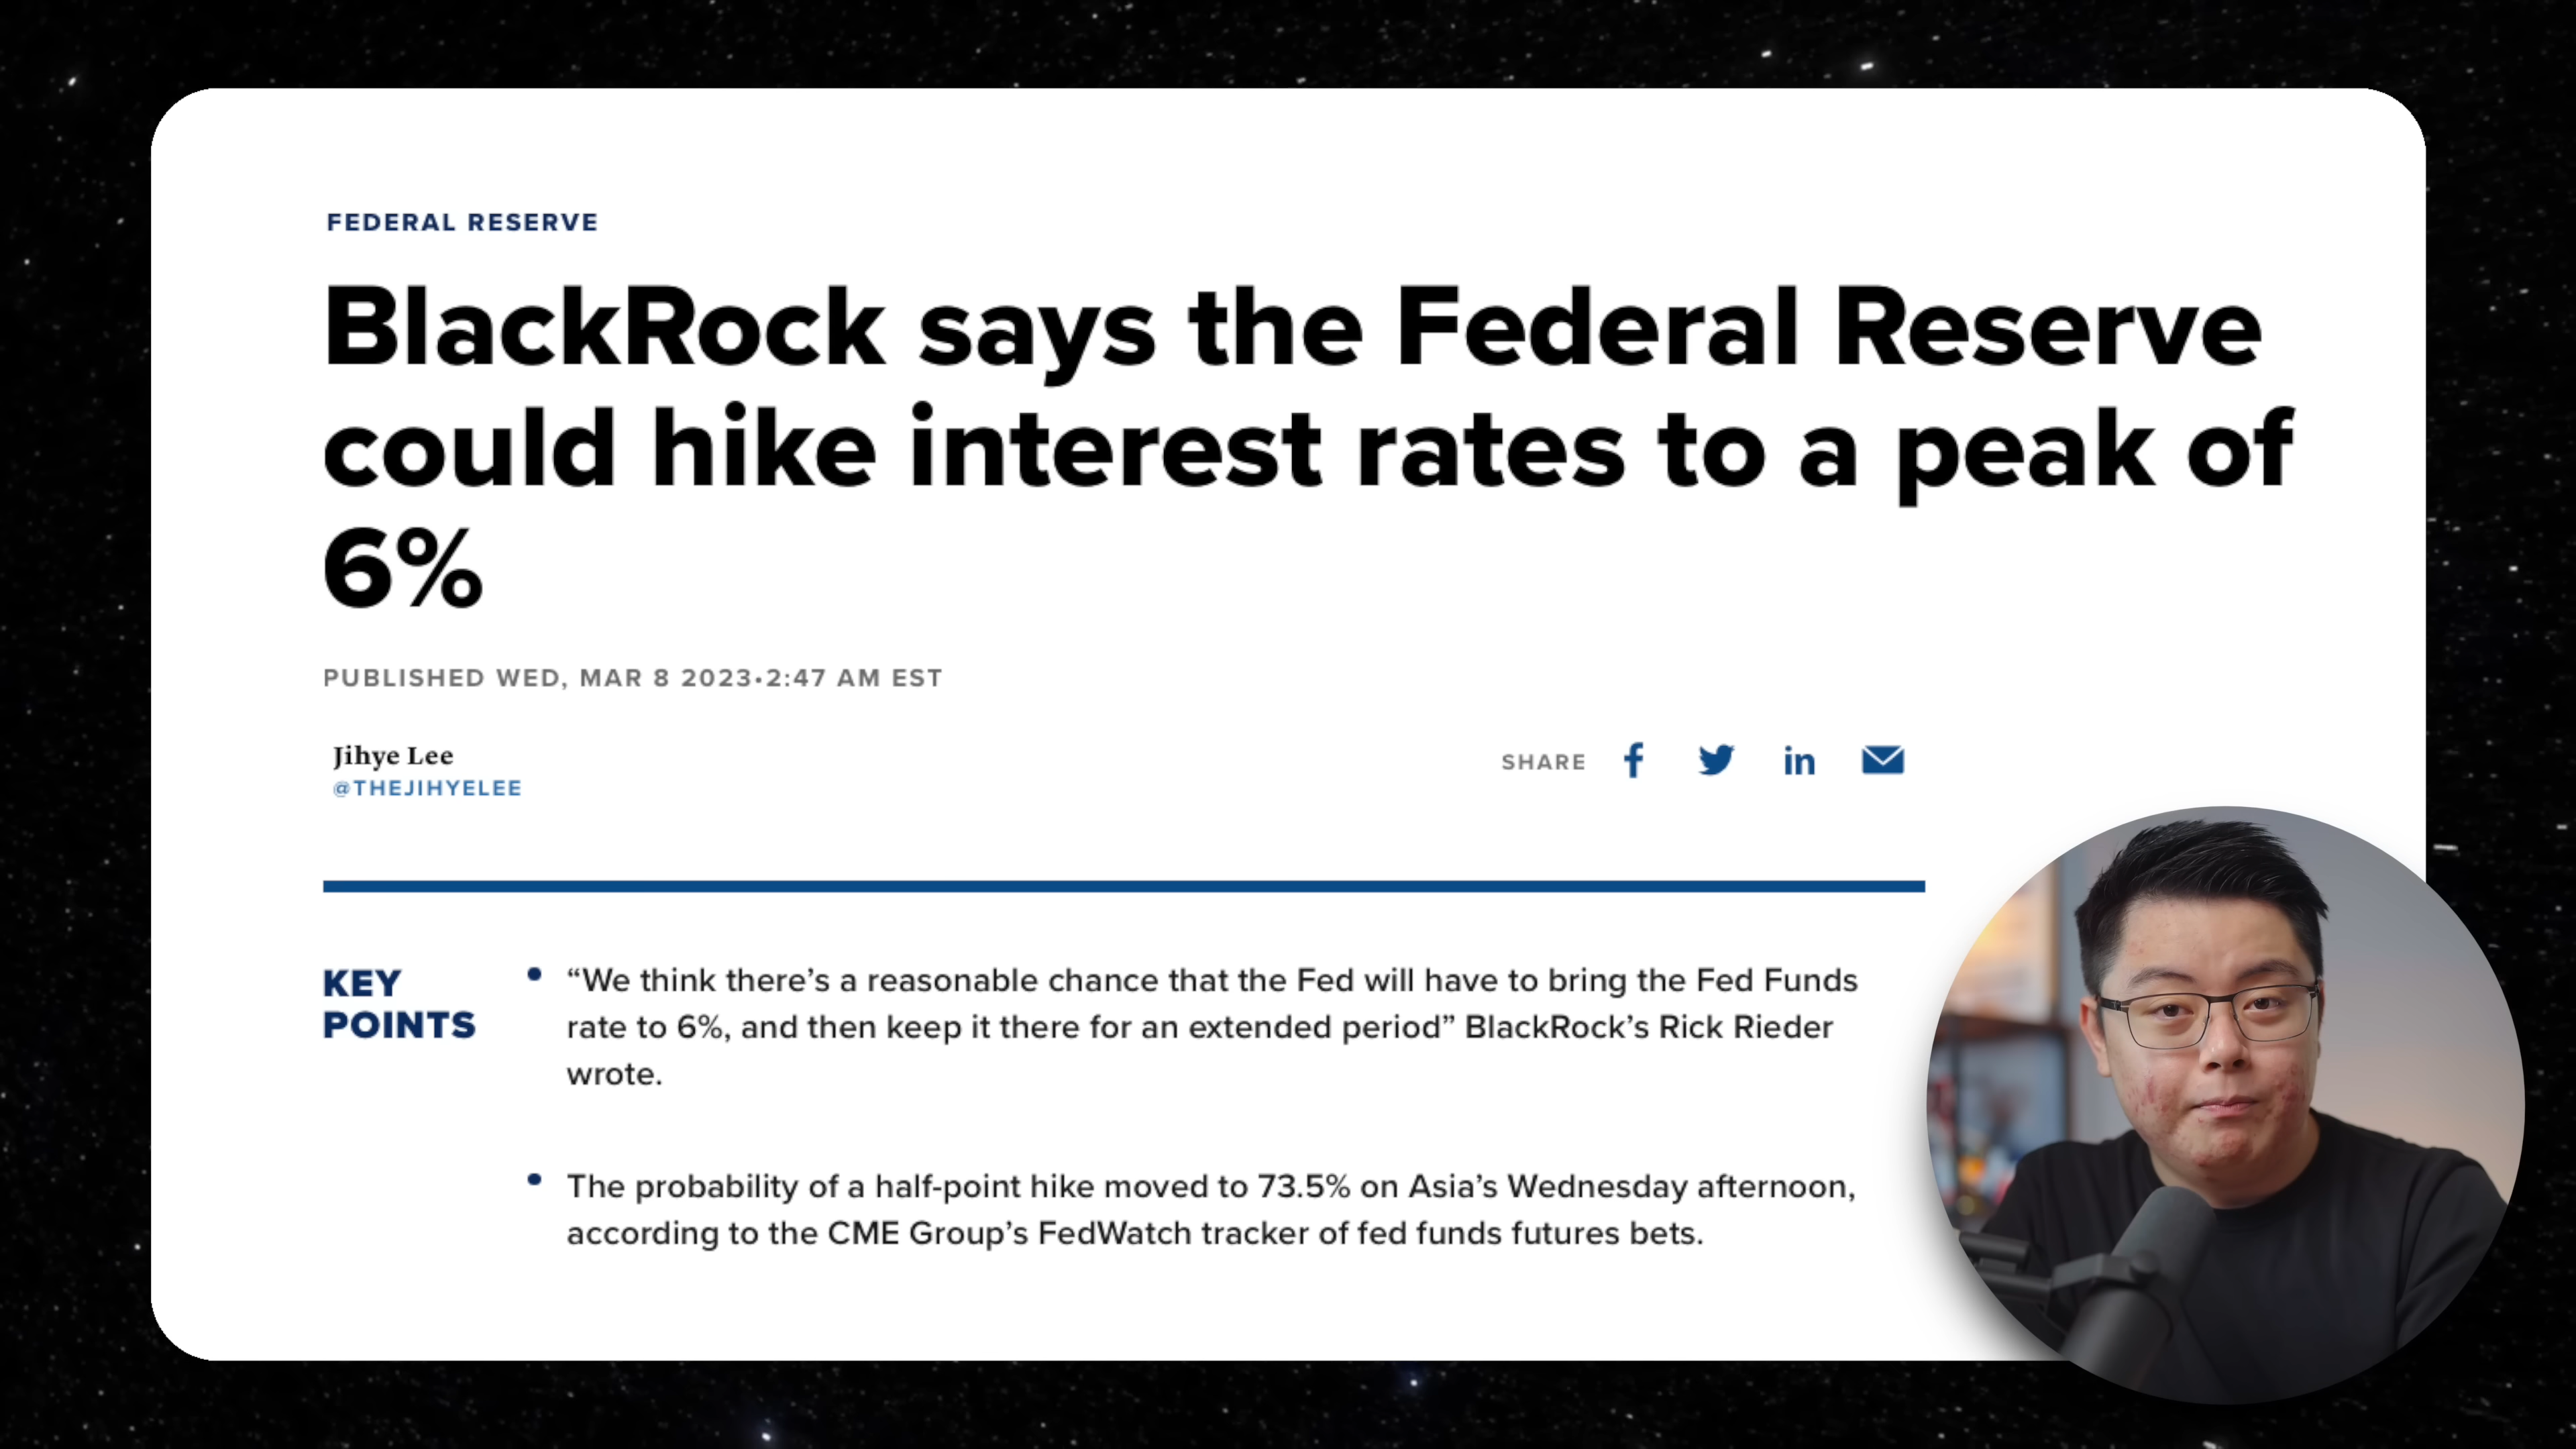 FEDERAL RESERVE
BlackRock says the Federal Reserve
could hike interest rates to a peak of
6%
PUBLISHED WED, MAR 8 2023•2:47 AM EST
Jihye Lee
@THEJIHYELEE
SHARE
KEY
POINTS
• “We think there’s a reasonable chance that the Fed will have to bring the Fed Funds
rate to 6%, and then keep it there for an extended period” BlackRock’s Rick Rieder
wrote.
• The probability of a half-point hike moved to 73.5% on Asia’s Wednesday afternoon,
according to the CME Group’s FedWatch tracker of fed funds futures bets.